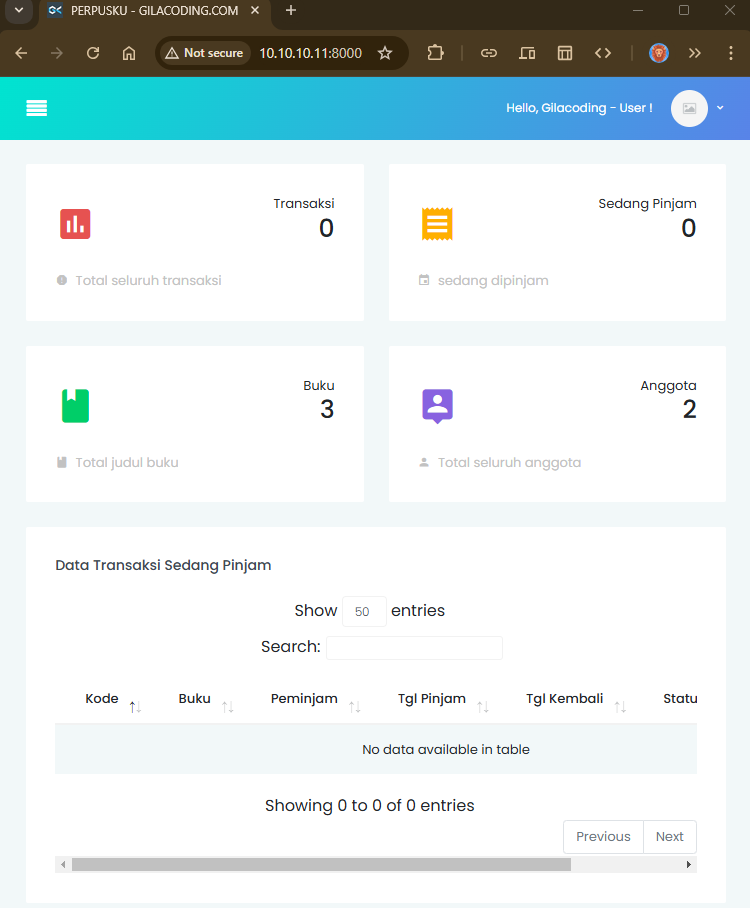 PERPUSKU - GILACODING.COM
Not secure 10.10.10.11:8000
Hello, Gilacoding - User !
Transaksi
0
Total seluruh transaksi
Sedang Pinjam
0
sedang dipinjam
Buku
3
Total judul buku
Anggota
2
Total seluruh anggota
Data Transaksi Sedang Pinjam
Show 50 entries
Search:
Kode Buku Peminjam Tgl Pinjam Tgl Kembali Statu
No data available in table
Showing 0 to 0 of 0 entries
Previous Next